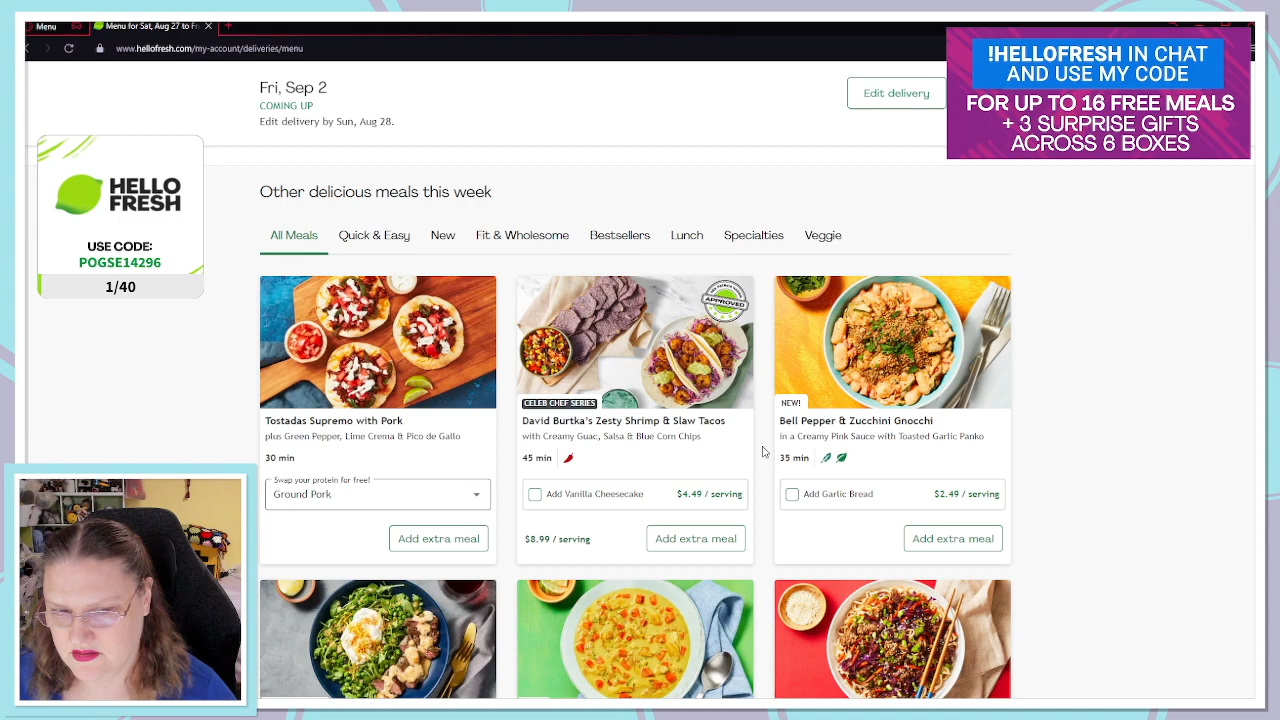 Menu
Menu for Sat, Aug 27 to Fr
www.hellofresh.com/my-account/deliveries/menu
!HELLOFRESH IN CHAT
AND USE MY CODE
FOR UP TO 16 FREE MEALS
+ 3 SURPRISE GIFTS
ACROSS 6 BOXES
Fri, Sep 2
COMING UP
Edit delivery by Sun, Aug 28.
Edit delivery
HELLO
FRESH
USE CODE:
POGSE14296
1/40
Other delicious meals this week
All Meals
Quick & Easy
New
Fit & Wholesome
Bestsellers
Lunch
Specialties
Veggie
APPROVED
Tostadas Supremo with Pork
plus Green Pepper, Lime Crema & Pico de Gallo
30 min
Swap your protein for free!
Ground Pork
Add extra meal
CELEB CHEF SERIES
David Burtka's Zesty Shrimp & Slaw Tacos
with Creamy Guac, Salsa & Blue Corn Chips
45 min
Add Vanilla Cheesecake
$4.49 / serving
$8.99 / serving
Add extra meal
NEW!
Bell Pepper & Zucchini Gnocchi
in a Creamy Pink Sauce with Toasted Garlic Panko
35 min
Add Garlic Bread
$2.49 / serving
Add extra meal